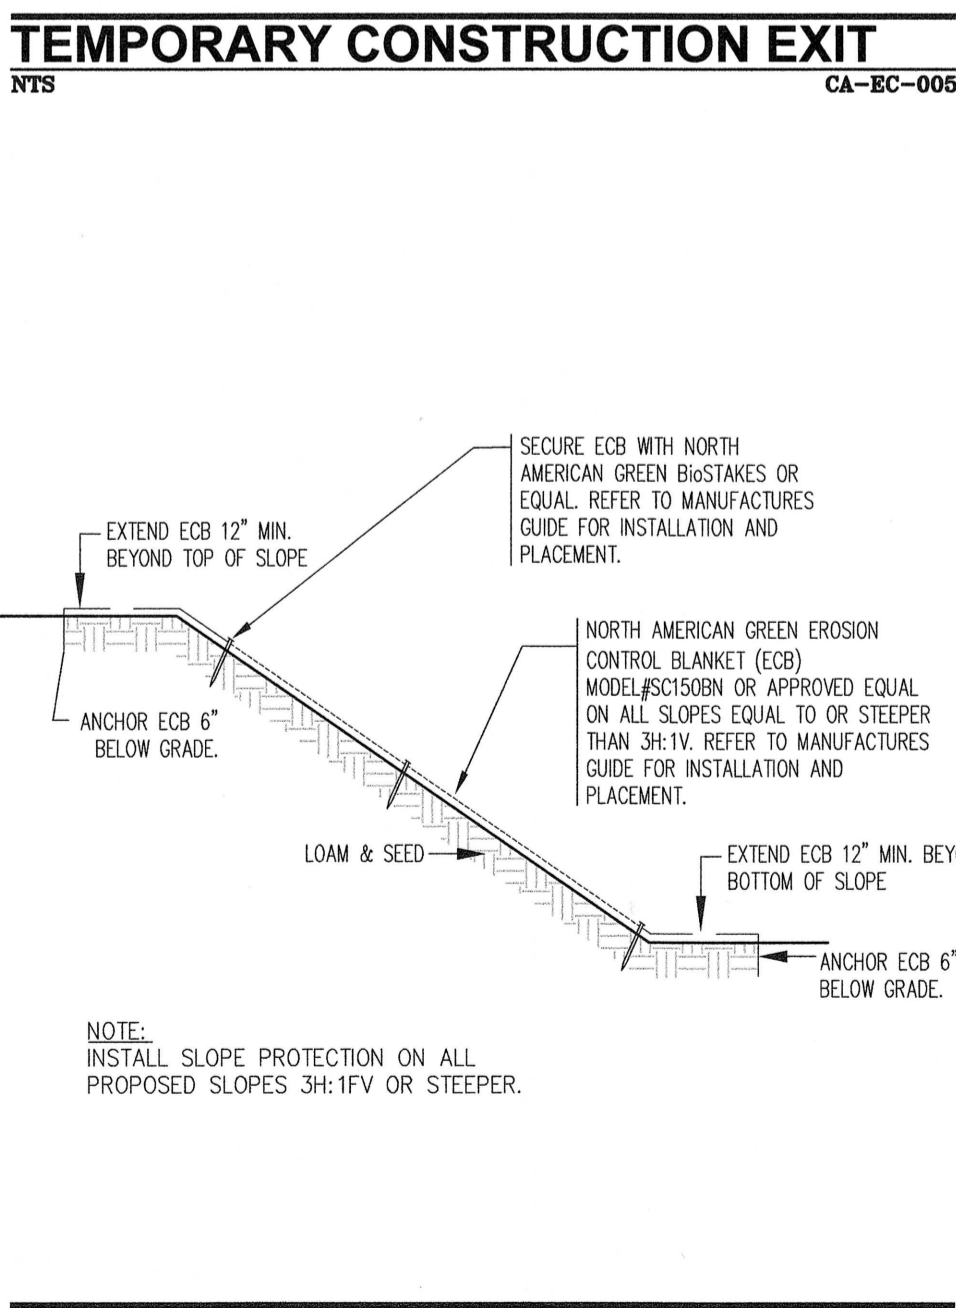 TEMPORARY CONSTRUCTION EXIT
NTS CA-EC-005
SECURE ECB WITH NORTH
AMERICAN GREEN BioSTAKES OR
EQUAL. REFER TO MANUFACTURES
GUIDE FOR INSTALLATION AND
PLACEMENT.
EXTEND ECB 12" MIN.
BEYOND TOP OF SLOPE
NORTH AMERICAN GREEN EROSION
CONTROL BLANKET (ECB)
MODEL#SC150BN OR APPROVED EQUAL
ON ALL SLOPES EQUAL TO OR STEEPER
THAN 3H:1V. REFER TO MANUFACTURES
GUIDE FOR INSTALLATION AND
PLACEMENT.
ANCHOR ECB 6"
BELOW GRADE.
LOAM & SEED
EXTEND ECB 12" MIN. BEY
BOTTOM OF SLOPE
ANCHOR ECB 6"
BELOW GRADE.
NOTE:
INSTALL SLOPE PROTECTION ON ALL
PROPOSED SLOPES 3H:1FV OR STEEPER.